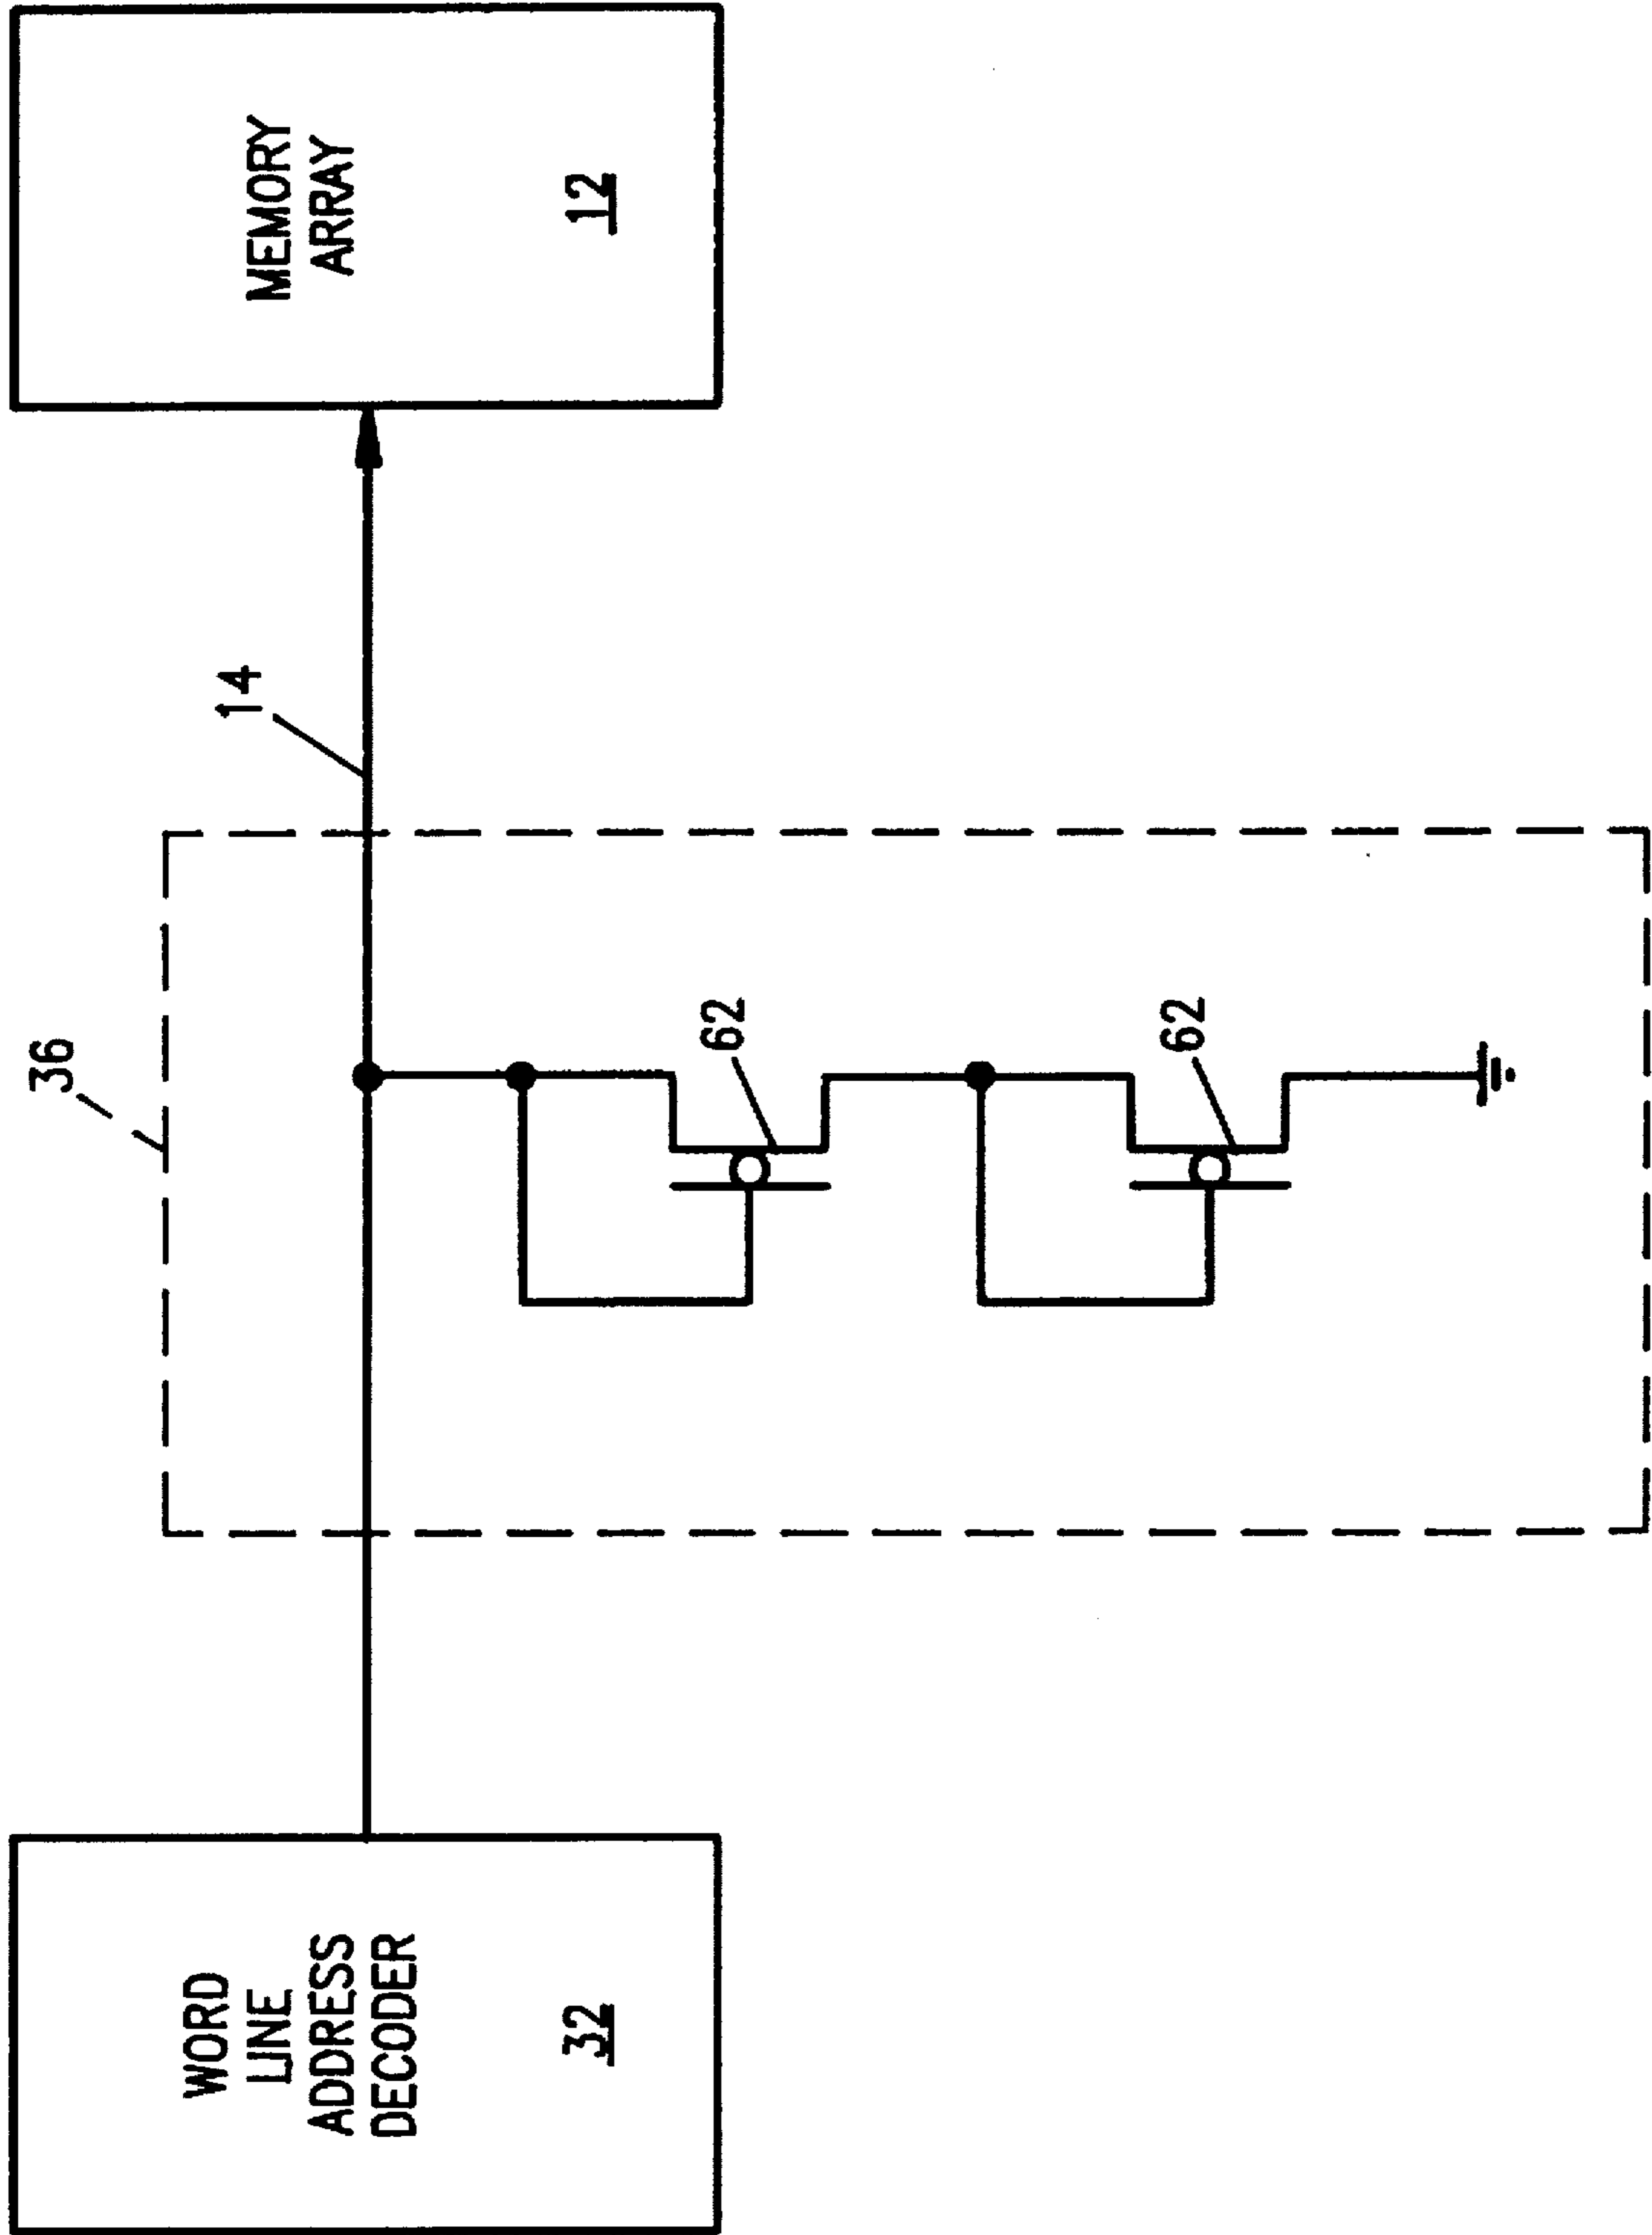 WORD
LINE
ADDRESS
DECODER
32
36
62
62
14
MEMORY
ARRAY
12